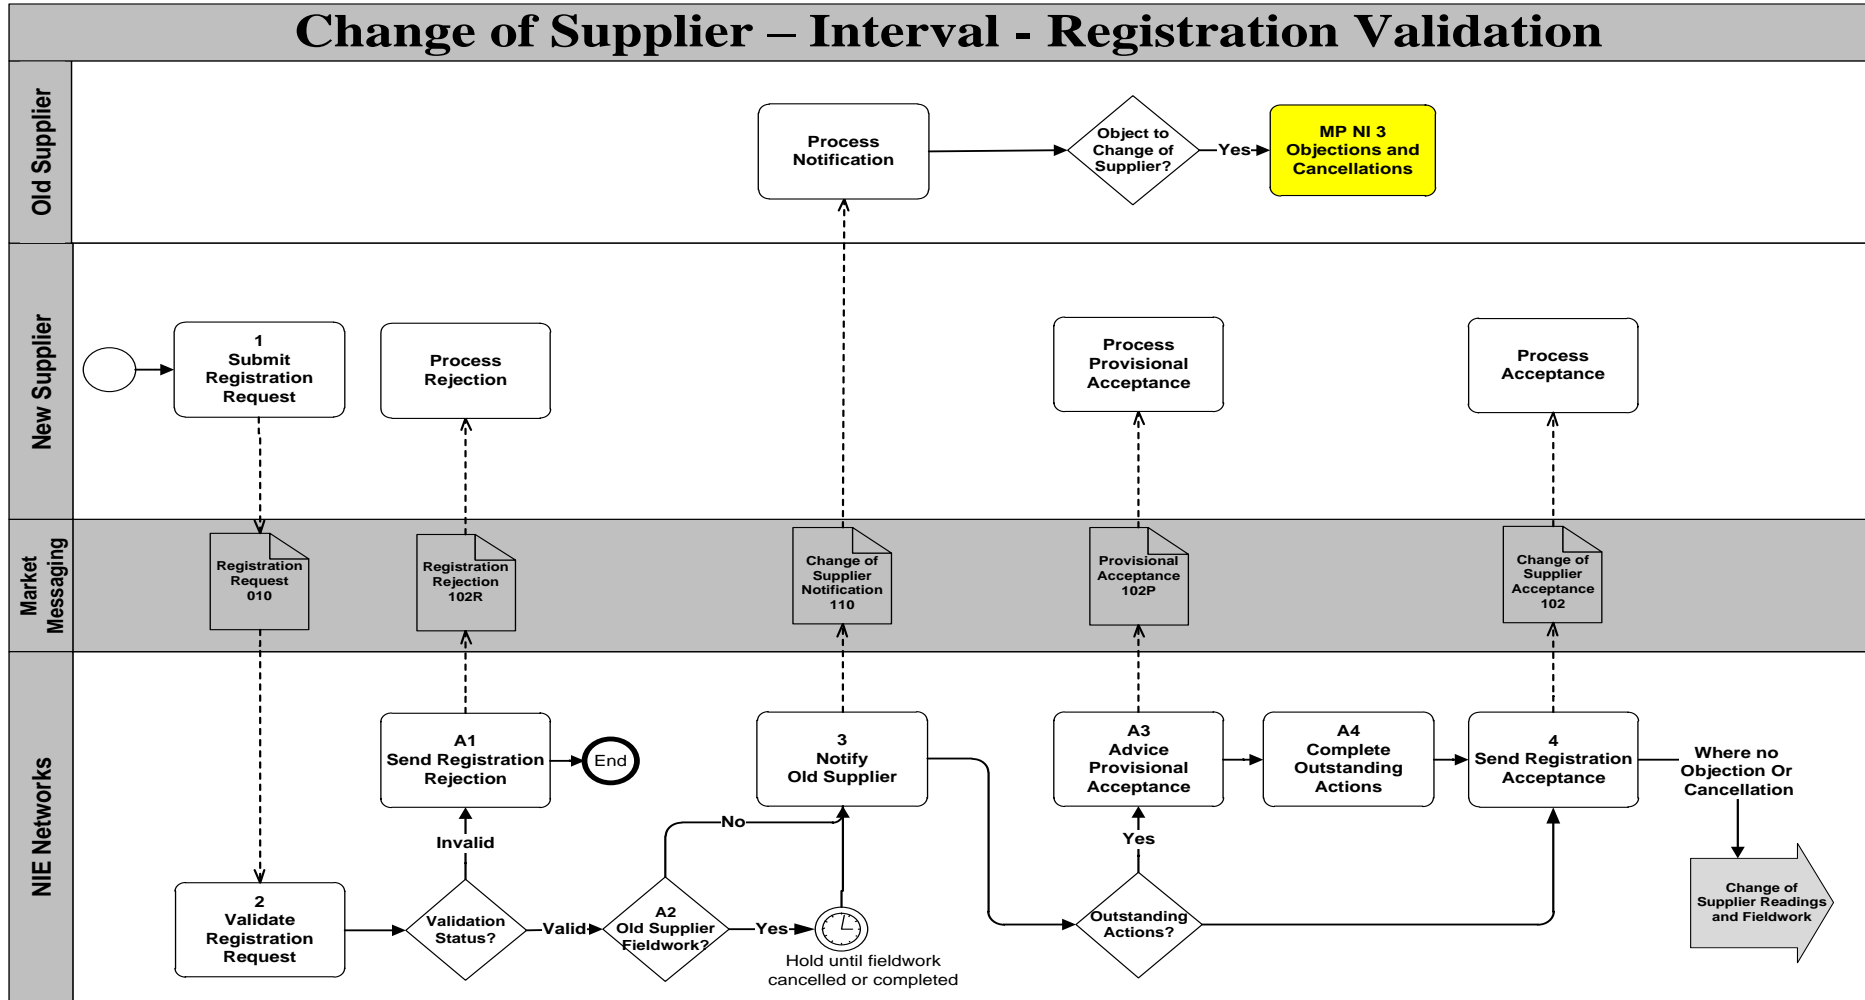 Change of Supplier – Interval - Registration Validation
Old Supplier
Process
Notification
Object to
Change of
Supplier?
Yes
MP NI 3
Objections and
Cancellations
New Supplier
1
Submit
Registration
Request
Process
Rejection
Process
Provisional
Acceptance
Process
Acceptance
Market
Messaging
Registration
Request
010
Registration
Rejection
102R
Change of
Supplier
Notification
110
Provisional
Acceptance
102P
Change of
Supplier
Acceptance
102
NIE Networks
A1
Send Registration
Rejection
End
3
Notify
Old Supplier
A3
Advice
Provisional
Acceptance
A4
Complete
Outstanding
Actions
4
Send Registration
Acceptance
Where no
Objection Or
Cancellation
Invalid
No
Yes
2
Validate
Registration
Request
Validation
Status?
Valid
A2
Old Supplier
Fieldwork?
Yes
Hold until fieldwork
cancelled or completed
Outstanding
Actions?
Change of
Supplier Readings
and Fieldwork